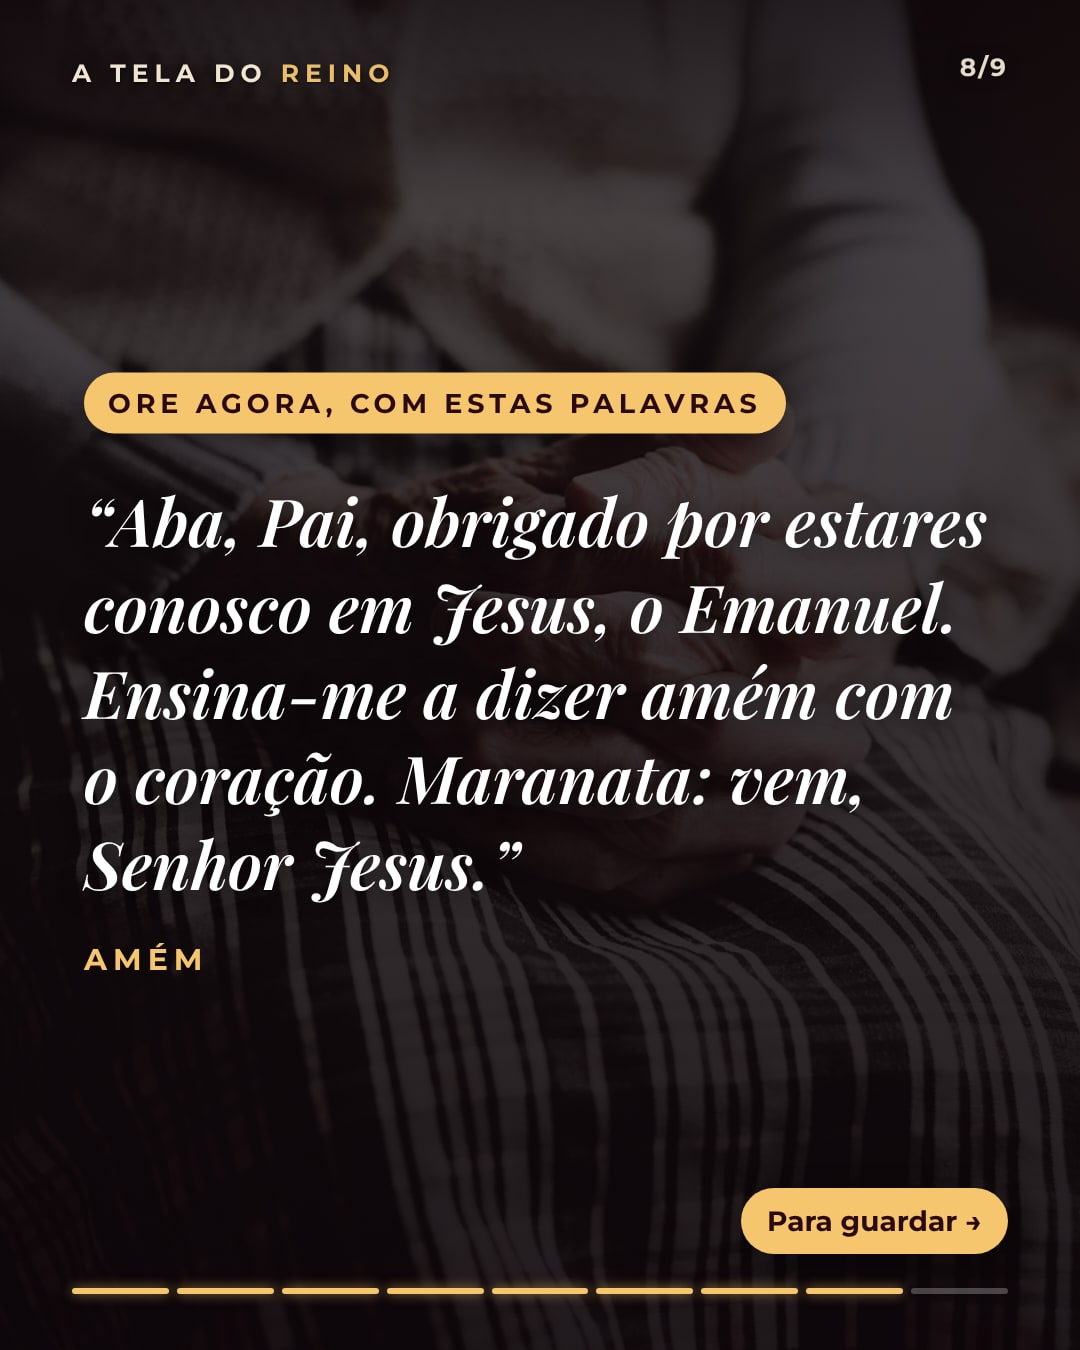 A TELA DO REINO
8/9
ORE AGORA, COM ESTAS PALAVRAS
“Aba, Pai, obrigado por estares
conosco em Jesus, o Emanuel.
Ensina-me a dizer amém com
o coração. Maranata: vem,
Senhor Jesus.”
AMÉM
Para guardar →